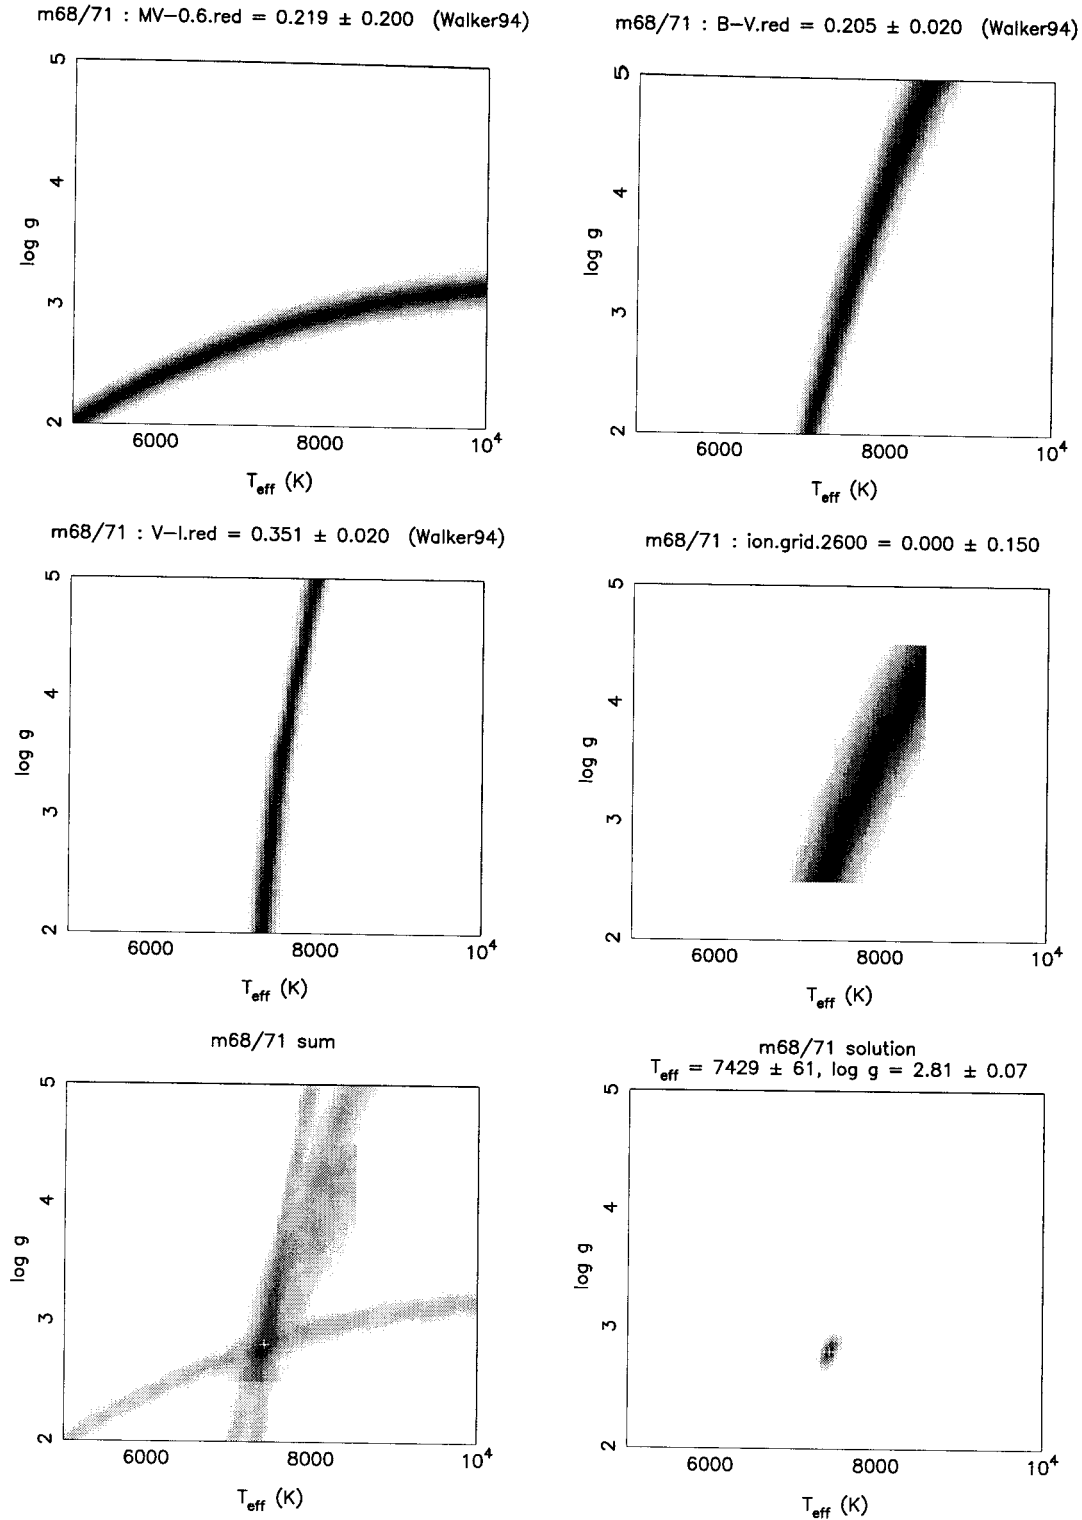 m68/71 : MV−0.6.red = 0.219 ± 0.200 (Walker94)
5
4
3
2
log g
6000 8000 10⁴
T_eff (K)
m68/71 : B−V.red = 0.205 ± 0.020 (Walker94)
5
4
3
2
log g
6000 8000 10⁴
T_eff (K)
m68/71 : V−I.red = 0.351 ± 0.020 (Walker94)
5
4
3
2
log g
6000 8000 10⁴
T_eff (K)
m68/71 : ion.grid.2600 = 0.000 ± 0.150
5
4
3
2
log g
6000 8000 10⁴
T_eff (K)
m68/71 sum
5
4
3
2
log g
6000 8000 10⁴
T_eff (K)
m68/71 solution
T_eff = 7429 ± 61, log g = 2.81 ± 0.07
5
4
3
2
log g
6000 8000 10⁴
T_eff (K)